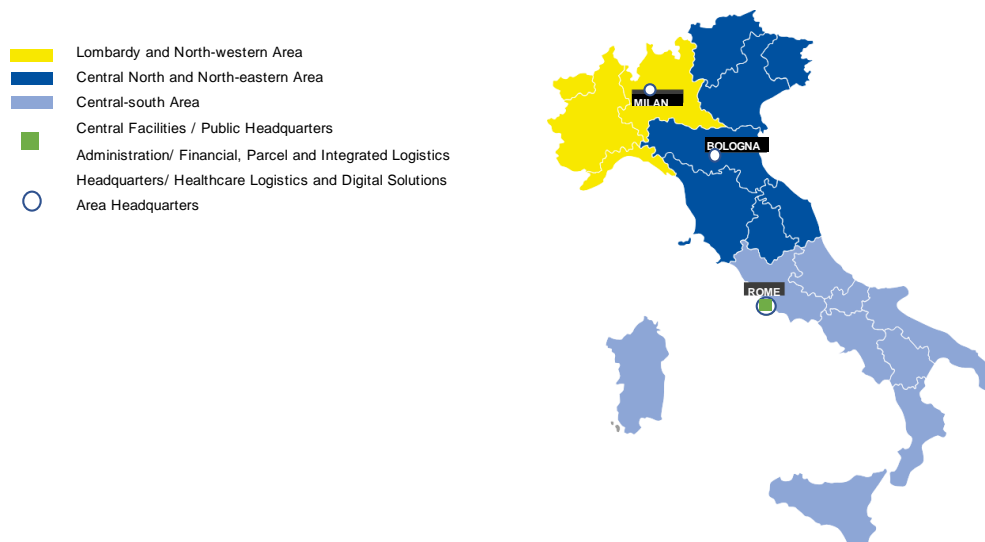 Lombardy and North-western Area
Central North and North-eastern Area
Central-south Area
Central Facilities / Public Headquarters
Administration/ Financial, Parcel and Integrated Logistics
Headquarters/ Healthcare Logistics and Digital Solutions
Area Headquarters
MILAN
BOLOGNA
ROME